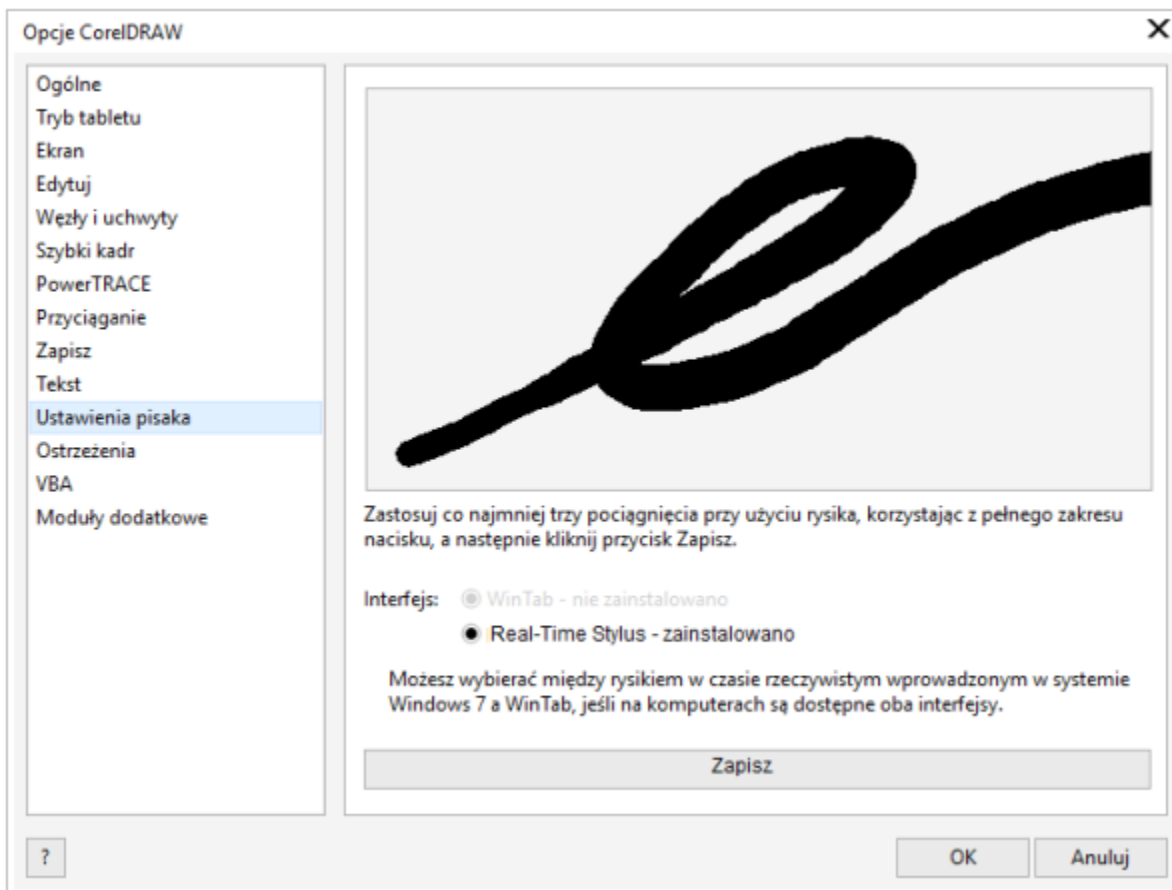 Opcje CorelDRAW
Ogólne
Tryb tabletu
Ekran
Edytuj
Węzły i uchwyty
Szybki kadr
PowerTRACE
Przyciąganie
Zapisz
Tekst
Ustawienia pisaka
Ostrzeżenia
VBA
Moduły dodatkowe
Zastosuj co najmniej trzy pociągnięcia przy użyciu rysika, korzystając z pełnego zakresu
nacisku, a następnie kliknij przycisk Zapisz.
Interfejs: WinTab - nie zainstalowano
Real-Time Stylus - zainstalowano
Możesz wybierać między rysikiem w czasie rzeczywistym wprowadzonym w systemie
Windows 7 a WinTab, jeśli na komputerach są dostępne oba interfejsy.
Zapisz
? OK Anuluj